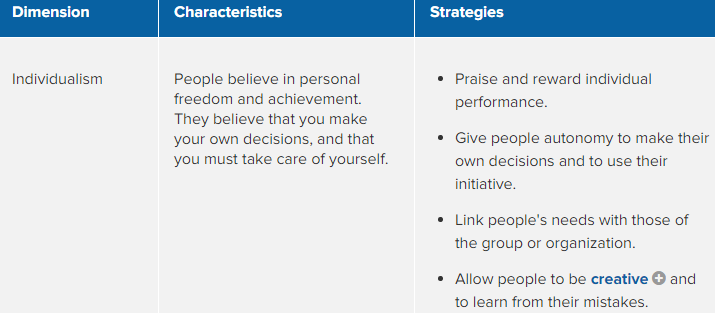 Dimension
Characteristics
Strategies
Individualism
People believe in personal
freedom and achievement.
They believe that you make
your own decisions, and that
you must take care of yourself.
• Praise and reward individual
performance.
• Give people autonomy to make their
own decisions and to use their
initiative.
• Link people's needs with those of
the group or organization.
• Allow people to be creative and
to learn from their mistakes.